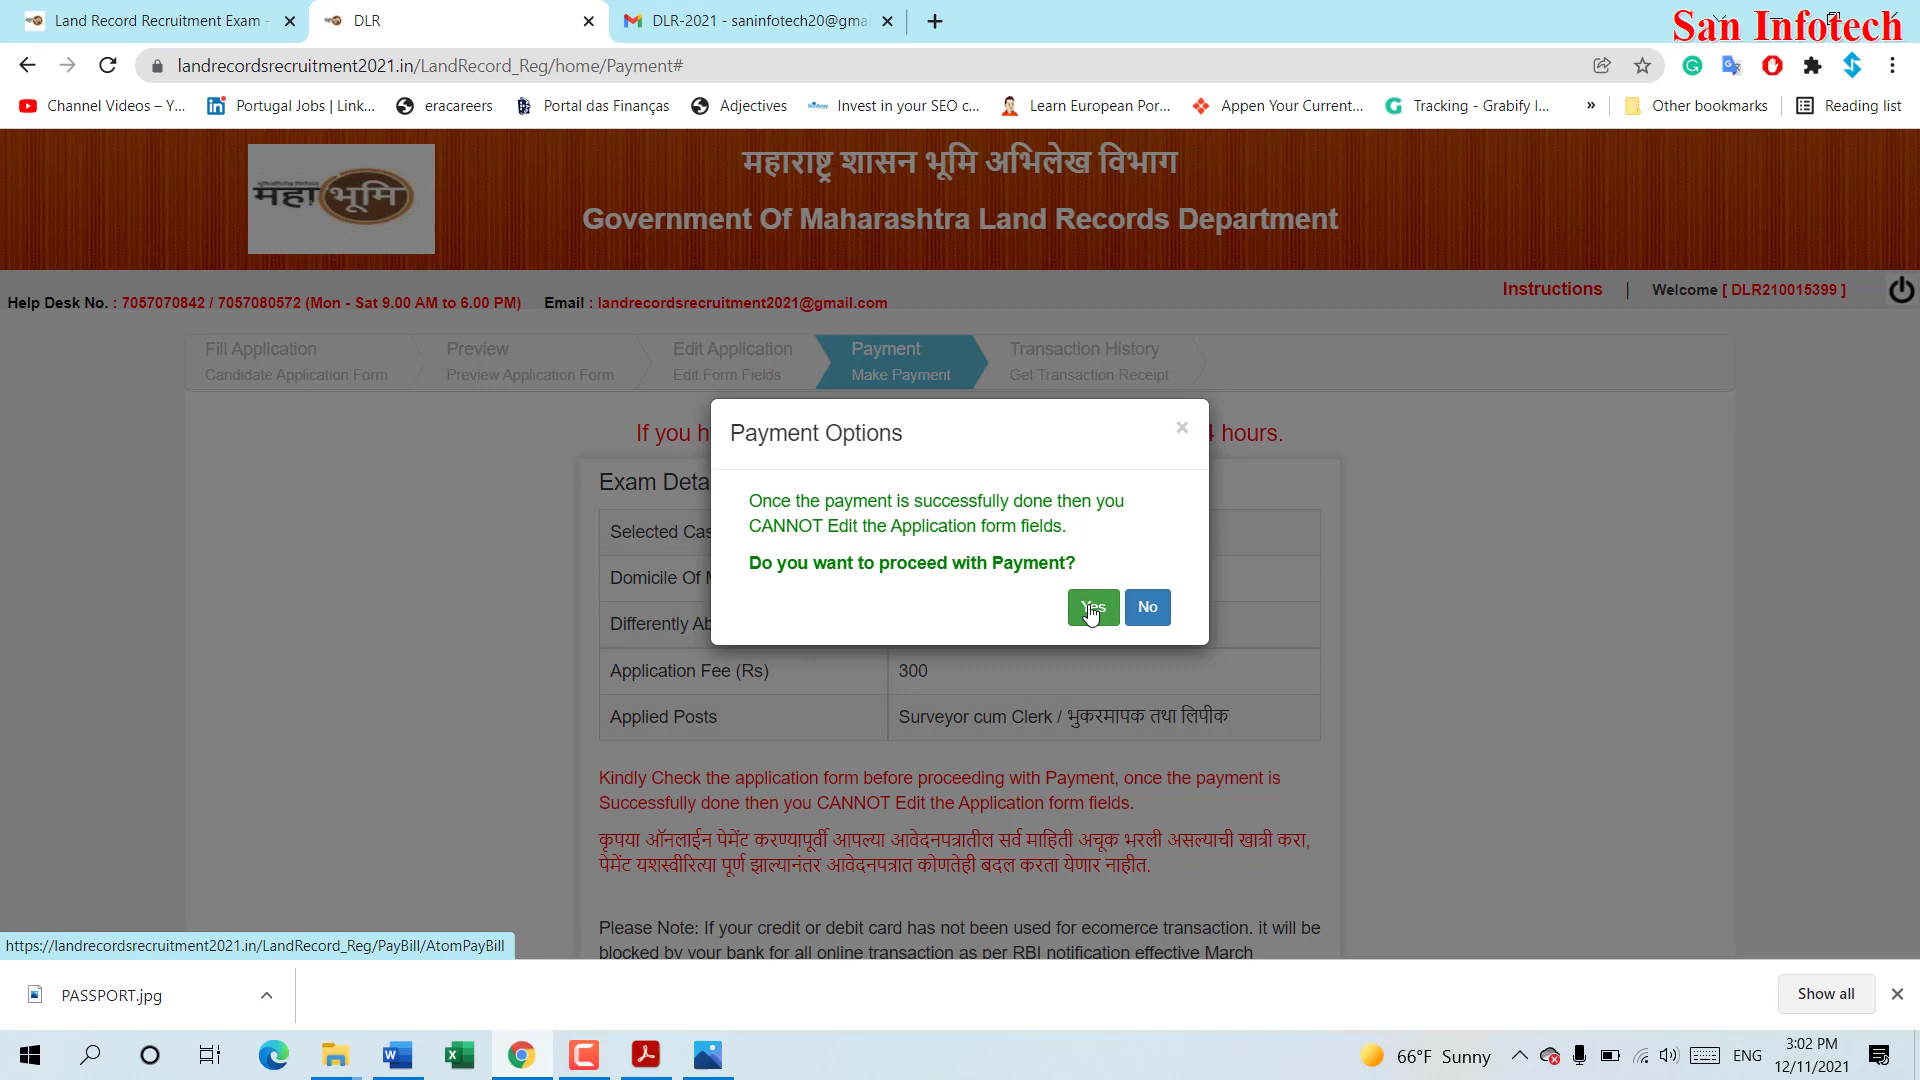 Land Record Recruitment Exam -
DLR
DLR-2021 - saninfotech20@gma
San Infotech
landrecordsrecruitment2021.in/LandRecord_Reg/home/Payment#
Channel Videos – Y...
Portugal Jobs | Link...
eracareers
Portal das Finanças
Adjectives
Invest in your SEO c...
Learn European Por...
Appen Your Current...
Tracking - Grabify I...
»
Other bookmarks
Reading list
महाभूमि
महाराष्ट्र शासन भूमि अभिलेख विभाग
Government Of Maharashtra Land Records Department
Help Desk No. : 7057070842 / 7057080572 (Mon - Sat 9.00 AM to 6.00 PM) Email : landrecordsrecruitment2021@gmail.com
Instructions | Welcome [ DLR210015399 ]
Fill Application
Candidate Application Form
Preview
Preview Application Form
Edit Application
Edit Form Fields
Payment
Make Payment
Transaction History
Get Transaction Receipt
If you h
hours.
Payment Options
×
Once the payment is successfully done then you
CANNOT Edit the Application form fields.
Do you want to proceed with Payment?
Yes
No
Exam Deta
Selected Cas
Domicile Of M
Differently Ab
Application Fee (Rs) 300
Applied Posts Surveyor cum Clerk / भुकरमापक तथा लिपीक
Kindly Check the application form before proceeding with Payment, once the payment is
Successfully done then you CANNOT Edit the Application form fields.
कृपया ऑनलाईन पेमेंट करण्यापूर्वी आपल्या आवेदनपत्रातील सर्व माहिती अचूक भरली असल्याची खात्री करा,
पेमेंट यशस्वीरित्या पूर्ण झाल्यानंतर आवेदनपत्रात कोणतेही बदल करता येणार नाहीत.
Please Note: If your credit or debit card has not been used for ecomerce transaction. it will be
blocked by your bank for all online transaction as per RBI notification effective March
https://landrecordsrecruitment2021.in/LandRecord_Reg/PayBill/AtomPayBill
PASSPORT.jpg
Show all
66°F Sunny
ENG
3:02 PM
12/11/2021